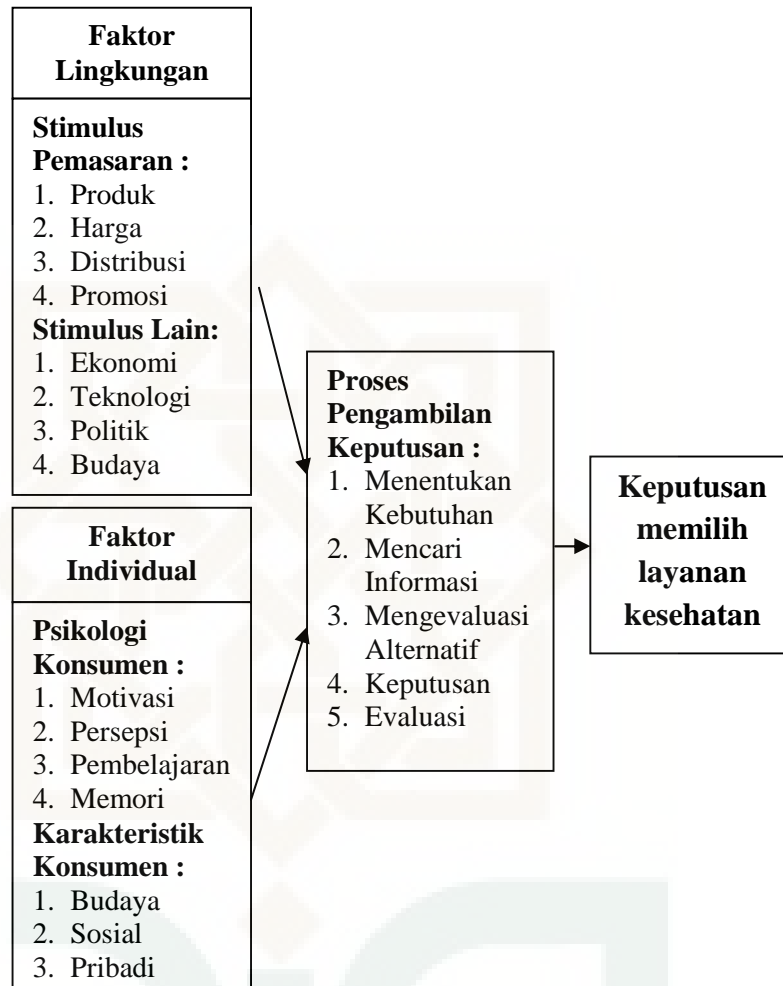 Faktor
Lingkungan
Stimulus
Pemasaran :
1. Produk
2. Harga
3. Distribusi
4. Promosi
Stimulus Lain:
1. Ekonomi
2. Teknologi
3. Politik
4. Budaya
Faktor
Individual
Psikologi
Konsumen :
1. Motivasi
2. Persepsi
3. Pembelajaran
4. Memori
Karakteristik
Konsumen :
1. Budaya
2. Sosial
3. Pribadi
Proses
Pengambilan
Keputusan :
1. Menentukan
Kebutuhan
2. Mencari
Informasi
3. Mengevaluasi
Alternatif
4. Keputusan
5. Evaluasi
Keputusan
memilih
layanan
kesehatan